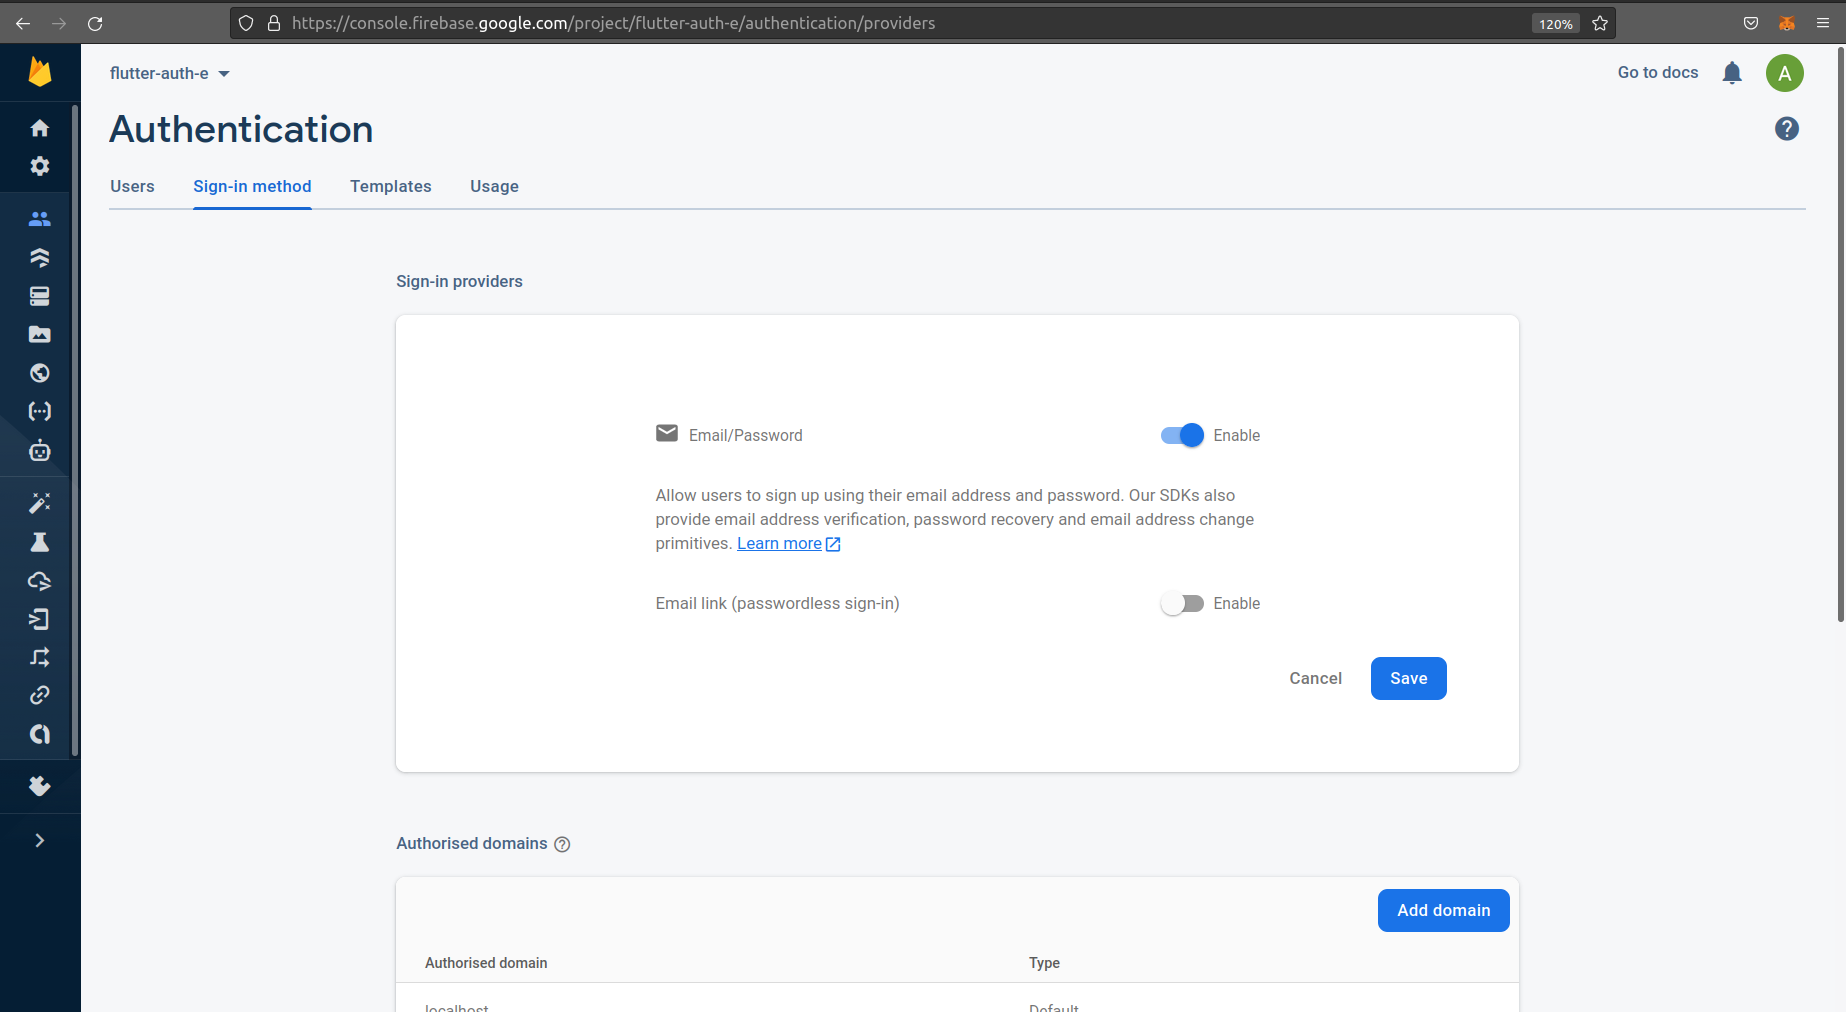 https://console.firebase.google.com/project/flutter-auth-e/authentication/providers
120%
flutter-auth-e
Go to docs
A
Authentication
?
Users
Sign-in method
Templates
Usage
Sign-in providers
Email/Password
Enable
Allow users to sign up using their email address and password. Our SDKs also
provide email address verification, password recovery and email address change
primitives. Learn more
Email link (passwordless sign-in)
Enable
Cancel
Save
Authorised domains ?
Add domain
Authorised domain
Type
localhost
Default